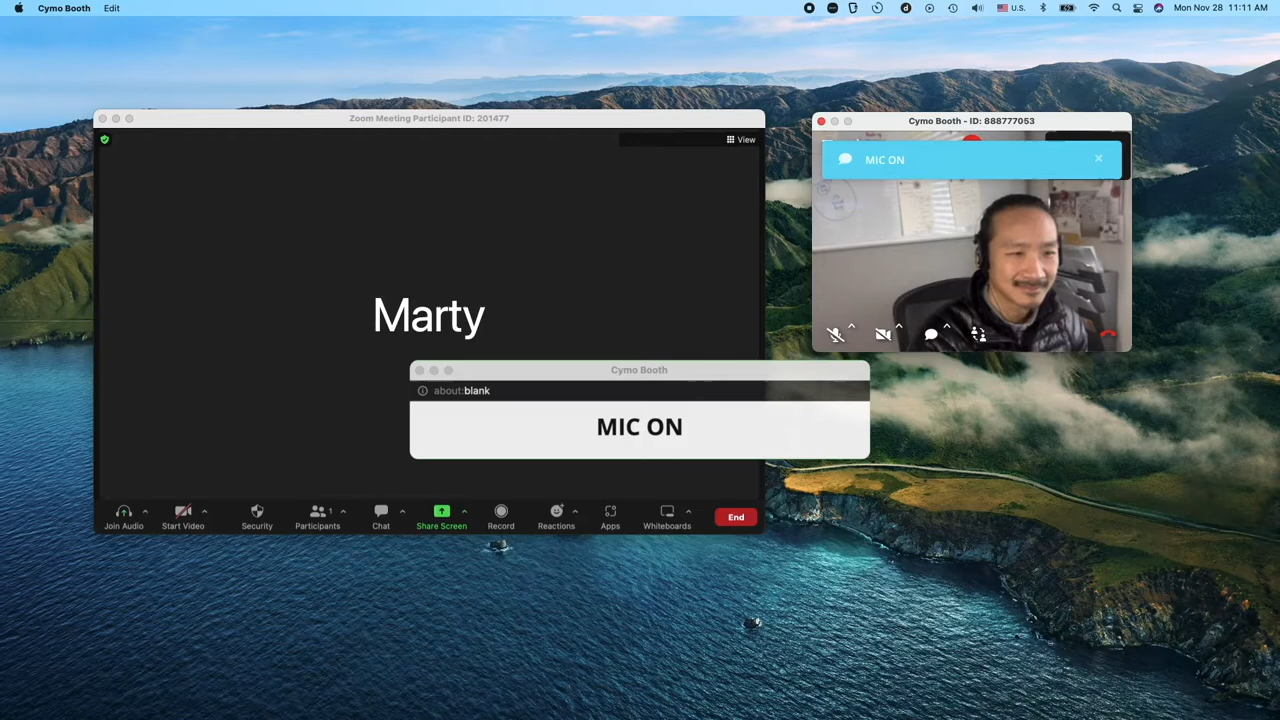 Cymo Booth Edit
U.S. Mon Nov 28 11:11 AM
Zoom Meeting Participant ID: 201477
View
Marty
Join Audio Start Video Security Participants 1 Chat Share Screen Record Reactions Apps Whiteboards End
Cymo Booth - ID: 888777053
MIC ON
Cymo Booth
about:blank
MIC ON